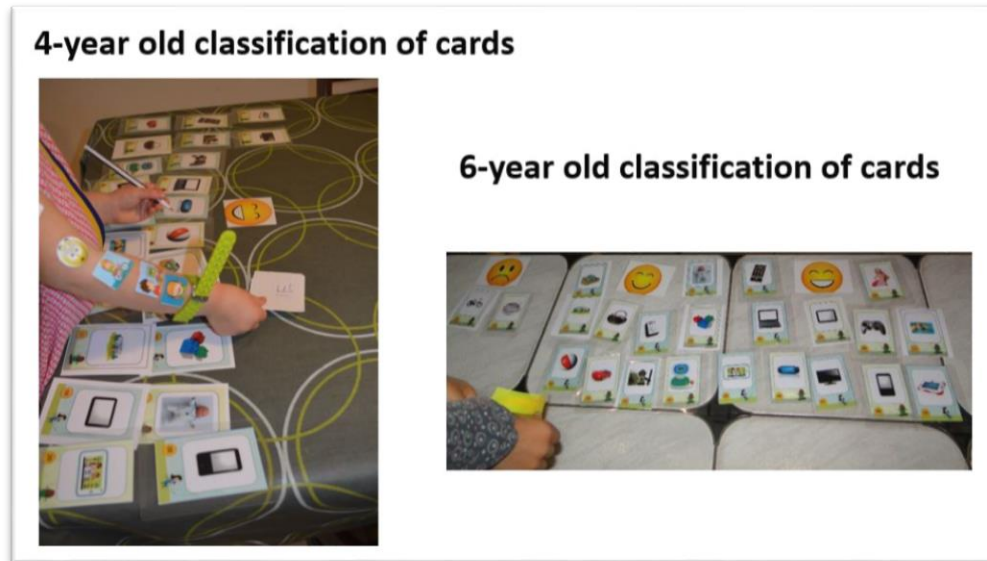 4-year old classification of cards
6-year old classification of cards